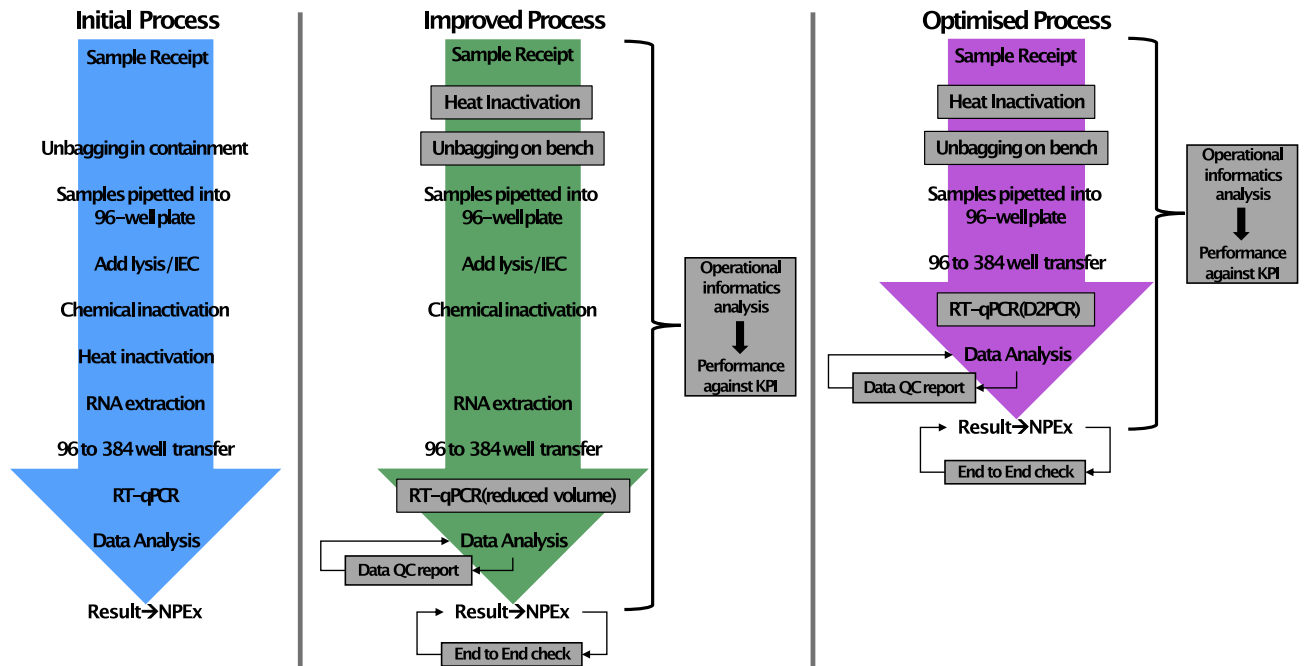 Initial Process
Sample Receipt
Unbagging in containment
Samples pipetted into
96-well plate
Add lysis/IEC
Chemical inactivation
Heat inactivation
RNA extraction
96 to 384 well transfer
RT-qPCR
Data Analysis
Result→NPEx
Improved Process
Sample Receipt
Heat Inactivation
Unbagging on bench
Samples pipetted into
96-well plate
Add lysis/IEC
Chemical inactivation
RNA extraction
96 to 384 well transfer
RT-qPCR(reduced volume)
Data Analysis
Data QC report
Result→NPEx
End to End check
Operational
informatics
analysis
Performance
against KPI
Optimised Process
Sample Receipt
Heat Inactivation
Unbagging on bench
Samples pipetted into
96-well plate
96 to 384 well transfer
RT-qPCR(D2PCR)
Data Analysis
Data QC report
Result→NPEx
End to End check
Operational
informatics
analysis
Performance
against KPI